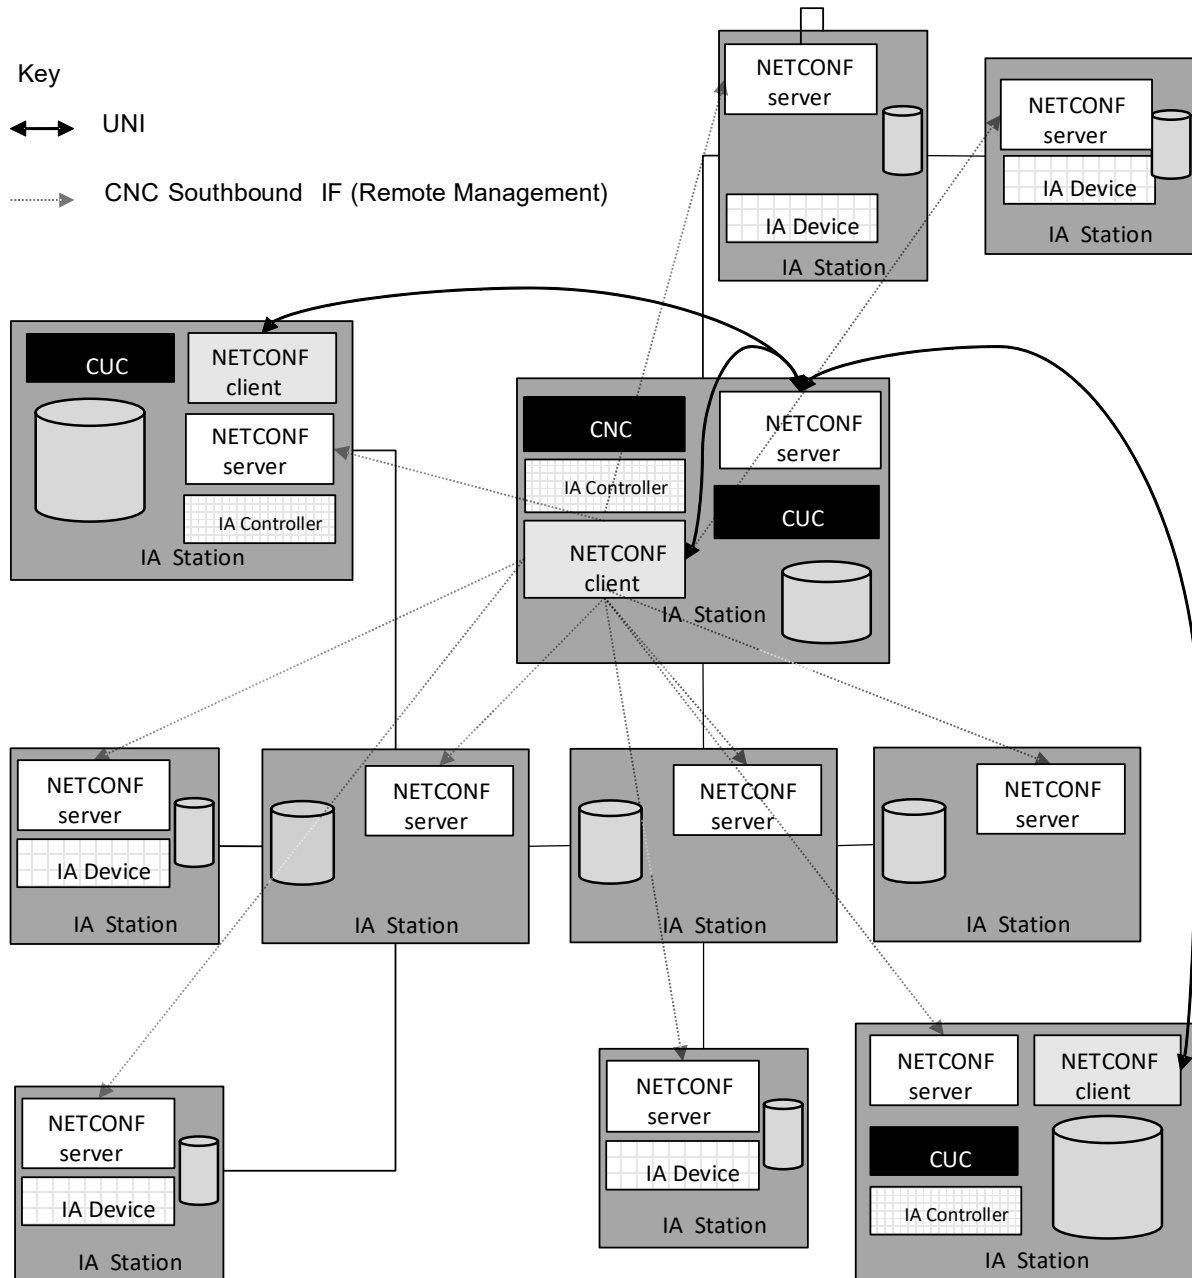 Key
UNI
CNC Southbound IF (Remote Management)
NETCONF
server
IA Device
IA Station
NETCONF
server
IA Device
IA Station
CUC
NETCONF
client
NETCONF
server
IA Controller
IA Station
CNC
IA Controller
NETCONF
client
NETCONF
server
CUC
IA Station
NETCONF
server
IA Device
IA Station
NETCONF
server
IA Station
NETCONF
server
IA Station
NETCONF
server
IA Station
NETCONF
server
IA Device
IA Station
NETCONF
server
IA Device
IA Station
NETCONF
server
NETCONF
client
CUC
IA Controller
IA Station